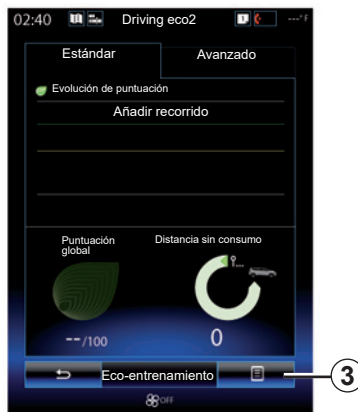 02:40 Driving eco2 1 ---°F
Estándar Avanzado
Evolución de puntuación
Añadir recorrido
Puntuación
global
Distancia sin consumo
--/100 0
Eco-entrenamiento 3
OFF